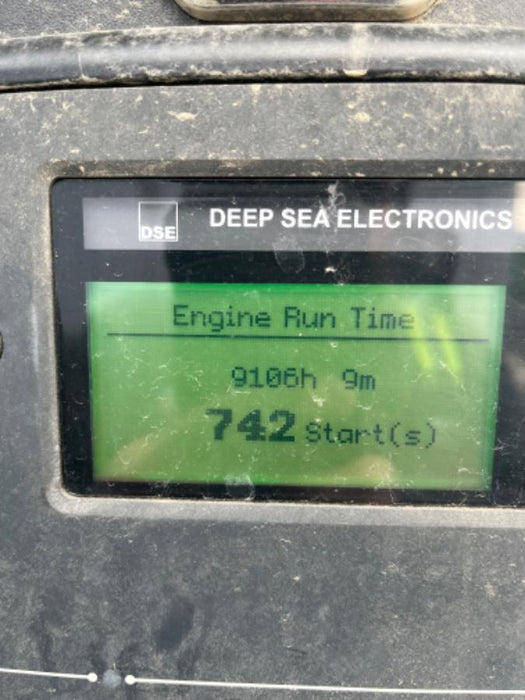 DSE DEEP SEA ELECTRONICS
Engine Run Time
9106h 9m
742 Start(s)